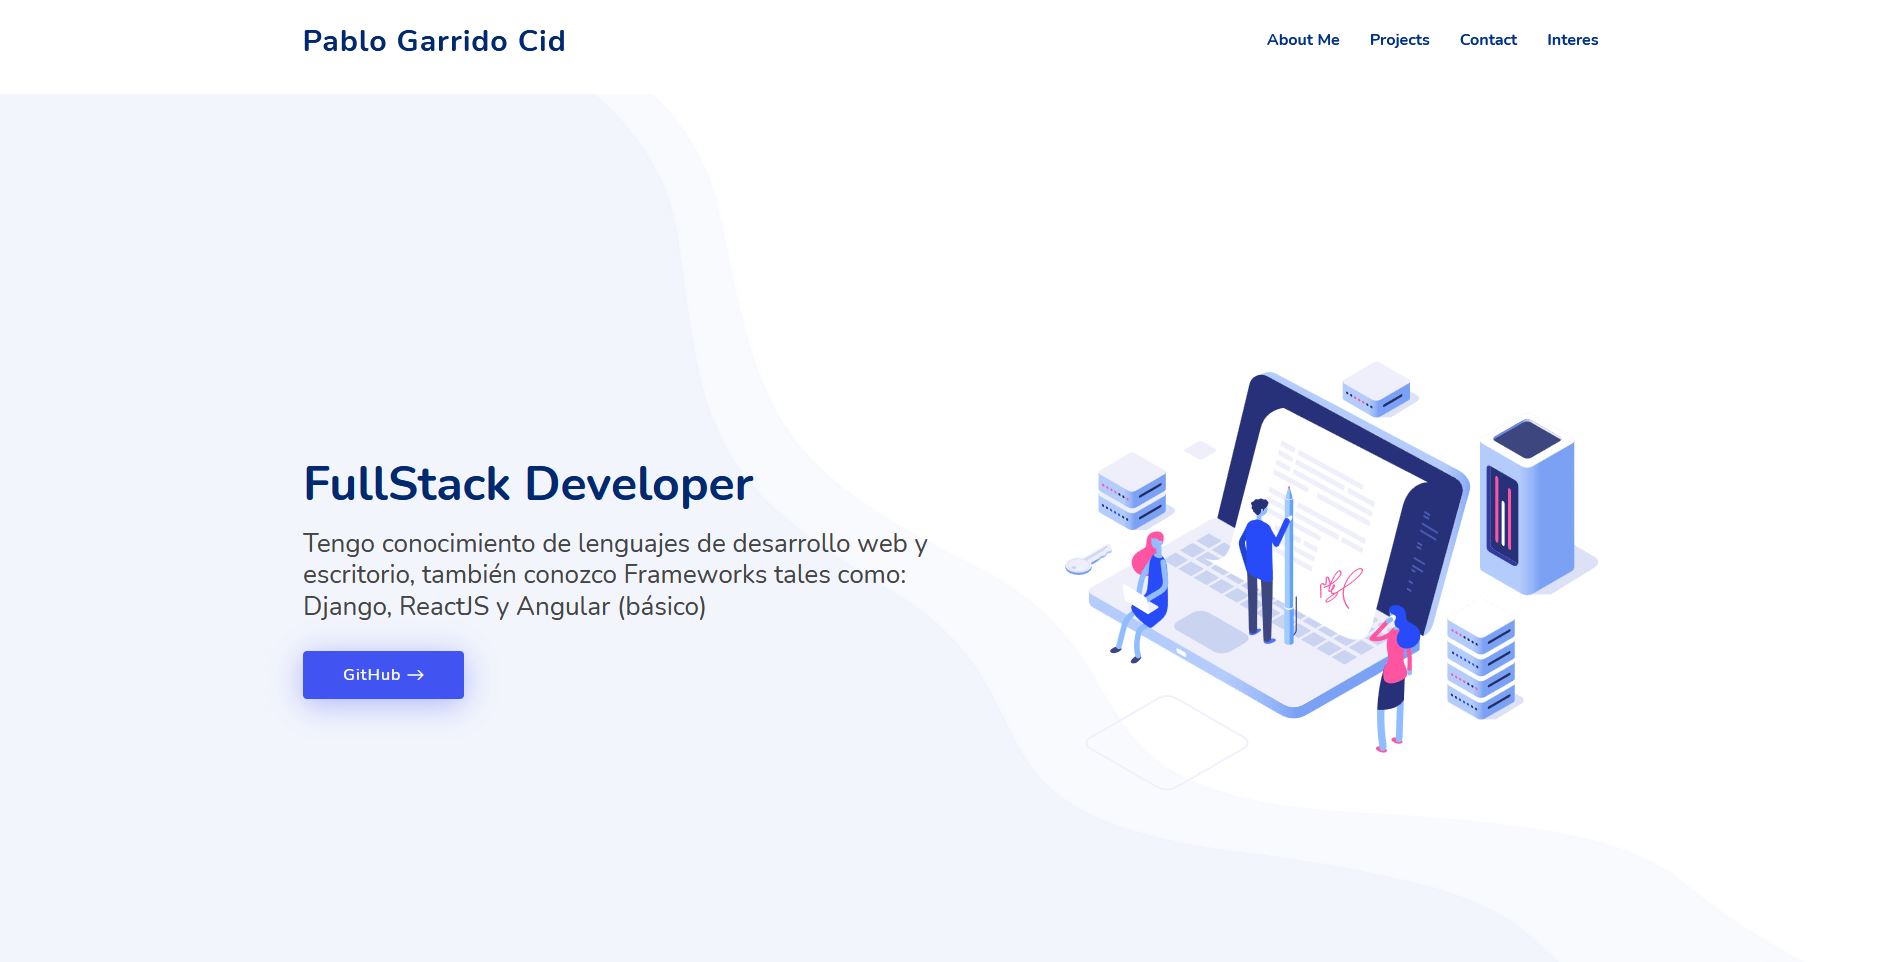 Pablo Garrido Cid
About Me
Projects
Contact
Interes
FullStack Developer
Tengo conocimiento de lenguajes de desarrollo web y
escritorio, también conozco Frameworks tales como:
Django, ReactJS y Angular (básico)
GitHub →